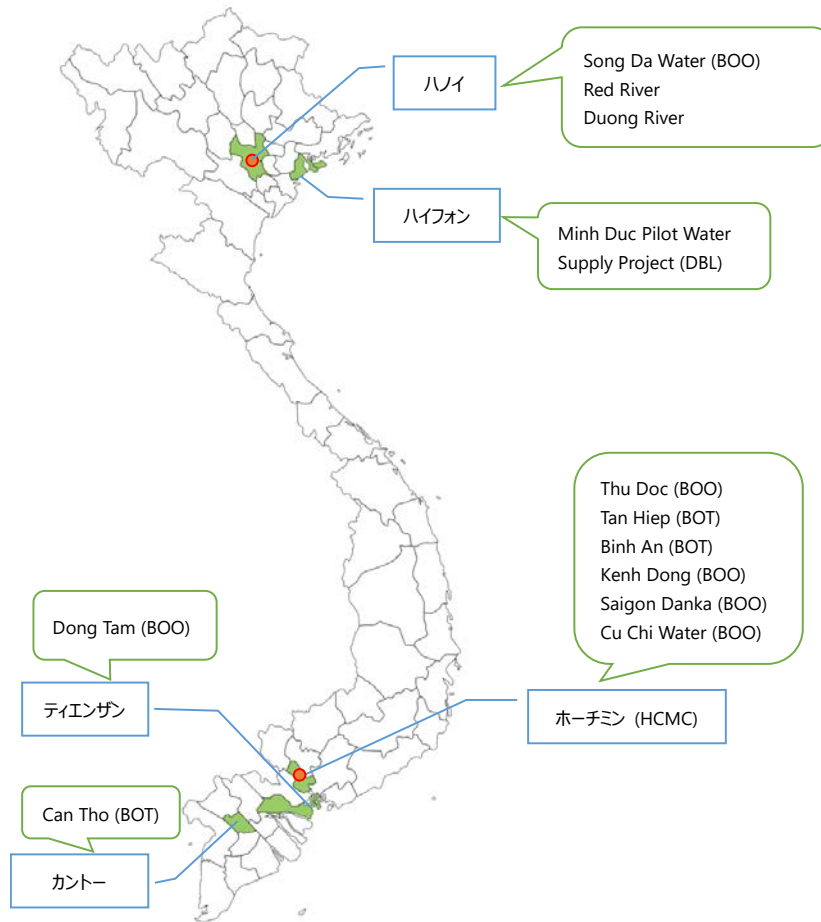 ハノイ
Song Da Water (BOO)
Red River
Duong River
ハイフォン
Minh Duc Pilot Water
Supply Project (DBL)
Thu Doc (BOO)
Tan Hiep (BOT)
Binh An (BOT)
Kenh Dong (BOO)
Saigon Danka (BOO)
Cu Chi Water (BOO)
ホーチミン (HCMC)
Dong Tam (BOO)
ティエンザン
Can Tho (BOT)
カントー